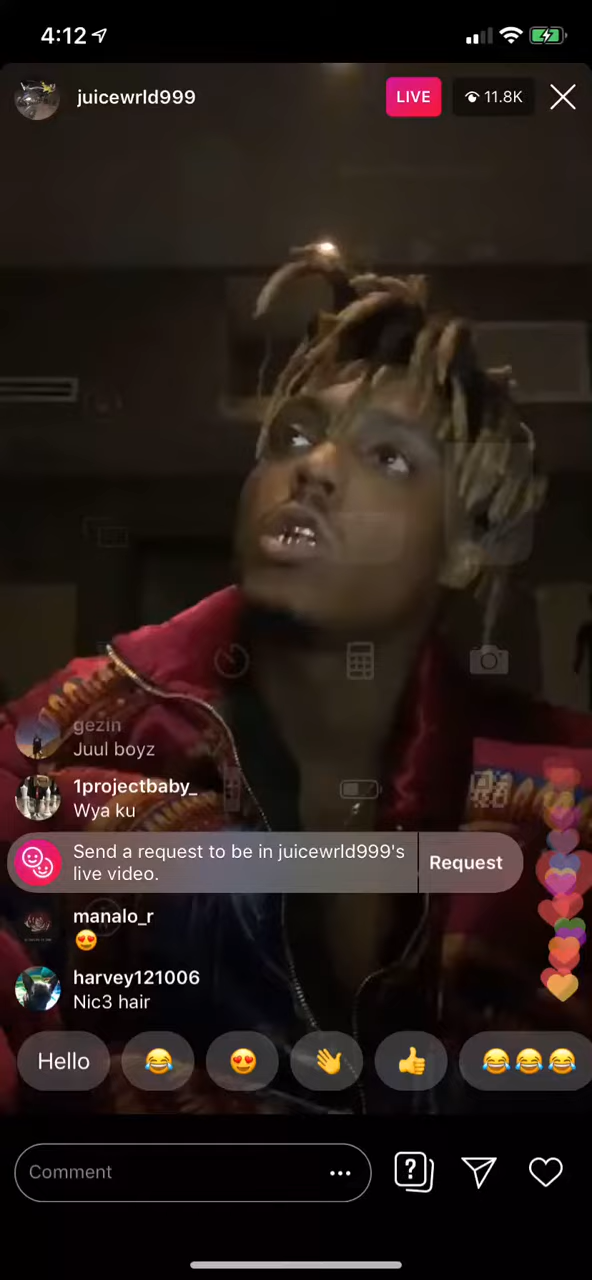 4:12
juicewrld999
LIVE
11.8K
gezin
Juul boyz
1projectbaby_
Wya ku
Send a request to be in juicewrld999's
live video.
Request
manalo_r
😍
harvey121006
Nic3 hair
Hello 😂 😍 👋 👍 😂😂😂
Comment